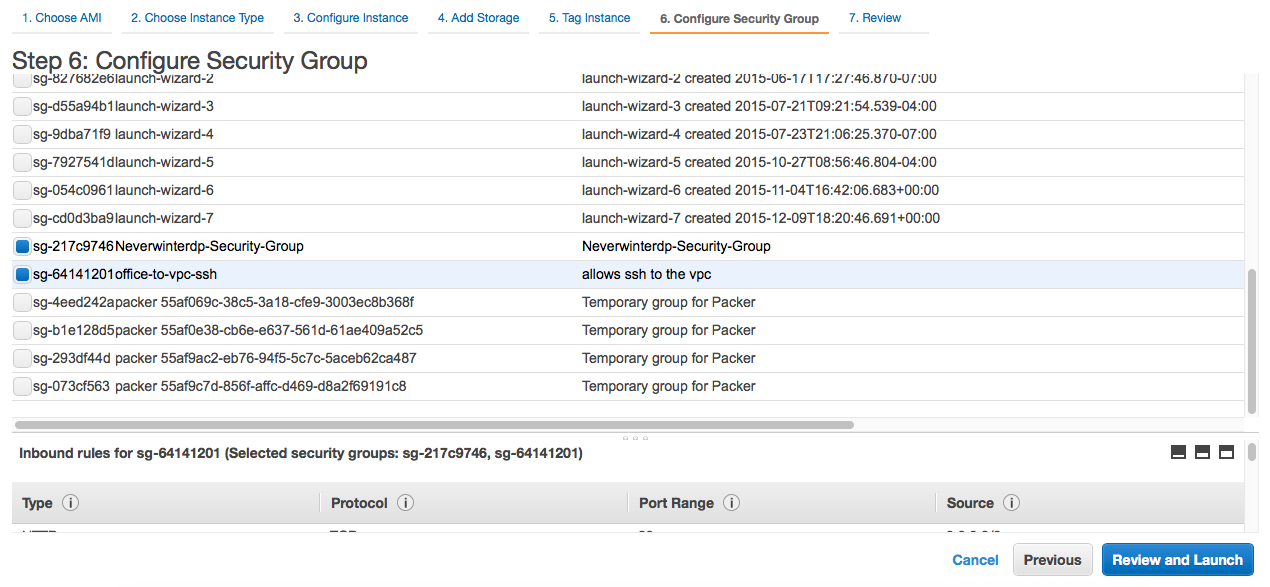 1. Choose AMI 2. Choose Instance Type 3. Configure Instance 4. Add Storage 5. Tag Instance 6. Configure Security Group 7. Review
Step 6: Configure Security Group
sg-827682e6 launch-wizard-2 launch-wizard-2 created 2015-06-17T17:27:46.870-07:00
sg-d55a94b1 launch-wizard-3 launch-wizard-3 created 2015-07-21T09:21:54.539-04:00
sg-9dba71f9 launch-wizard-4 launch-wizard-4 created 2015-07-23T21:06:25.370-07:00
sg-7927541d launch-wizard-5 launch-wizard-5 created 2015-10-27T08:56:46.804-04:00
sg-054c0961 launch-wizard-6 launch-wizard-6 created 2015-11-04T16:42:06.683+00:00
sg-cd0d3ba9 launch-wizard-7 launch-wizard-7 created 2015-12-09T18:20:46.691+00:00
sg-217c9746 Neverwinterdp-Security-Group Neverwinterdp-Security-Group
sg-64141201 office-to-vpc-ssh allows ssh to the vpc
sg-4eed242a packer 55af069c-38c5-3a18-cfe9-3003ec8b368f Temporary group for Packer
sg-b1e128d5 packer 55af0e38-cb6e-e637-561d-61ae409a52c5 Temporary group for Packer
sg-293df44d packer 55af9ac2-eb76-94f5-5c7c-5aceb62ca487 Temporary group for Packer
sg-073cf563 packer 55af9c7d-856f-affc-d469-d8a2f69191c8 Temporary group for Packer
Inbound rules for sg-64141201 (Selected security groups: sg-217c9746, sg-64141201)
Type i Protocol i Port Range i Source i
Cancel Previous Review and Launch